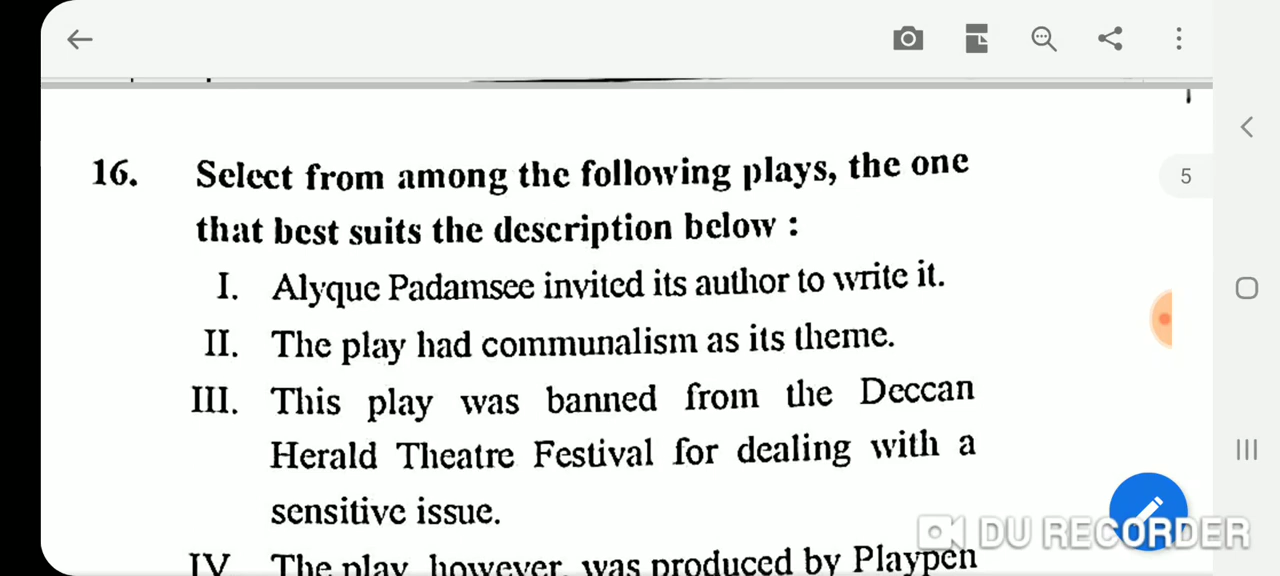 5
16. Select from among the following plays, the one
that best suits the description below :
I. Alyque Padamsee invited its author to write it.
II. The play had communalism as its theme.
III. This play was banned from the Deccan
Herald Theatre Festival for dealing with a
sensitive issue.
IV. The play, however, was produced by Playpen
DU RECORDER